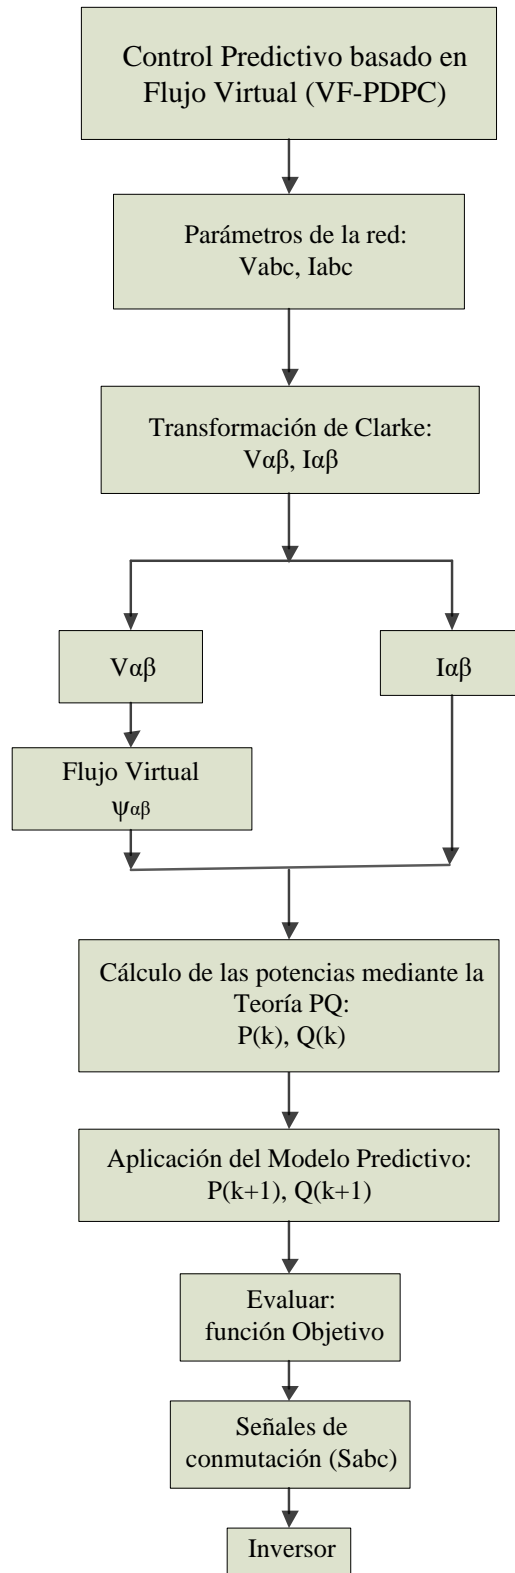 Control Predictivo basado en
Flujo Virtual (VF-PDPC)
Parámetros de la red:
Vabc, Iabc
Transformación de Clarke:
Vαβ, Iαβ
Vαβ
Iαβ
Flujo Virtual
Ψαβ
Cálculo de las potencias mediante la
Teoría PQ:
P(k), Q(k)
Aplicación del Modelo Predictivo:
P(k+1), Q(k+1)
Evaluar:
función Objetivo
Señales de
conmutación (Sabc)
Inversor